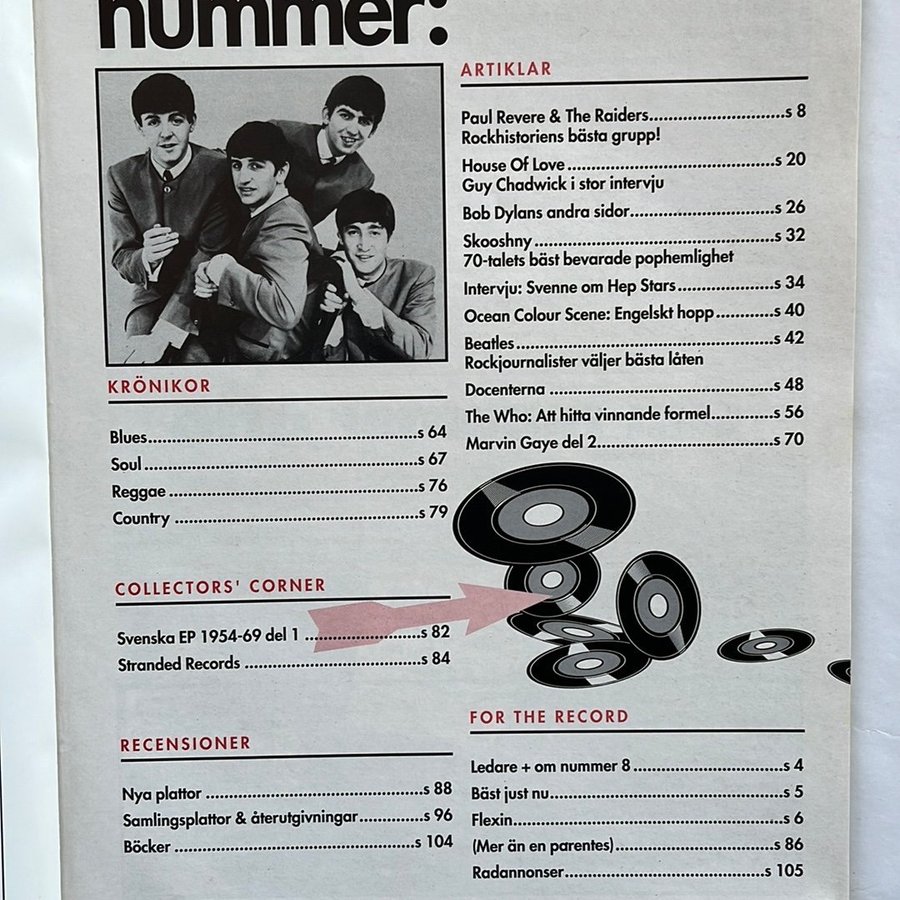 nummer:
ARTIKLAR
Paul Revere & The Raiders..............................s 8
Rockhistoriens bästa grupp!
House Of Love..............................................s 20
Guy Chadwick i stor intervju
Bob Dylans andra sidor................................s 26
Skooshny.....................................................s 32
70-talets bäst bevarade pophemlighet
Intervju: Svenne om Hep Stars.....................s 34
Ocean Colour Scene: Engelskt hopp............s 40
Beatles.........................................................s 42
Rockjournalister väljer bästa låten
Docenterna ..................................................s 48
The Who: Att hitta vinnande formel.............s 56
Marvin Gaye del 2.......................................s 70
KRÖNIKOR
Blues............................................................s 64
Soul.............................................................s 67
Reggae........................................................s 76
Country .......................................................s 79
COLLECTORS' CORNER
Svenska EP 1954-69 del 1 ..........................s 82
Stranded Records ........................................s 84
RECENSIONER
Nya plattor ..................................................s 88
Samlingsplattor & återutgivningar...............s 96
Böcker .......................................................s 104
FOR THE RECORD
Ledare + om nummer 8.................................s 4
Bäst just nu....................................................s 5
Flexin.............................................................s 6
(Mer än en parentes)...................................s 86
Radannonser..............................................s 105